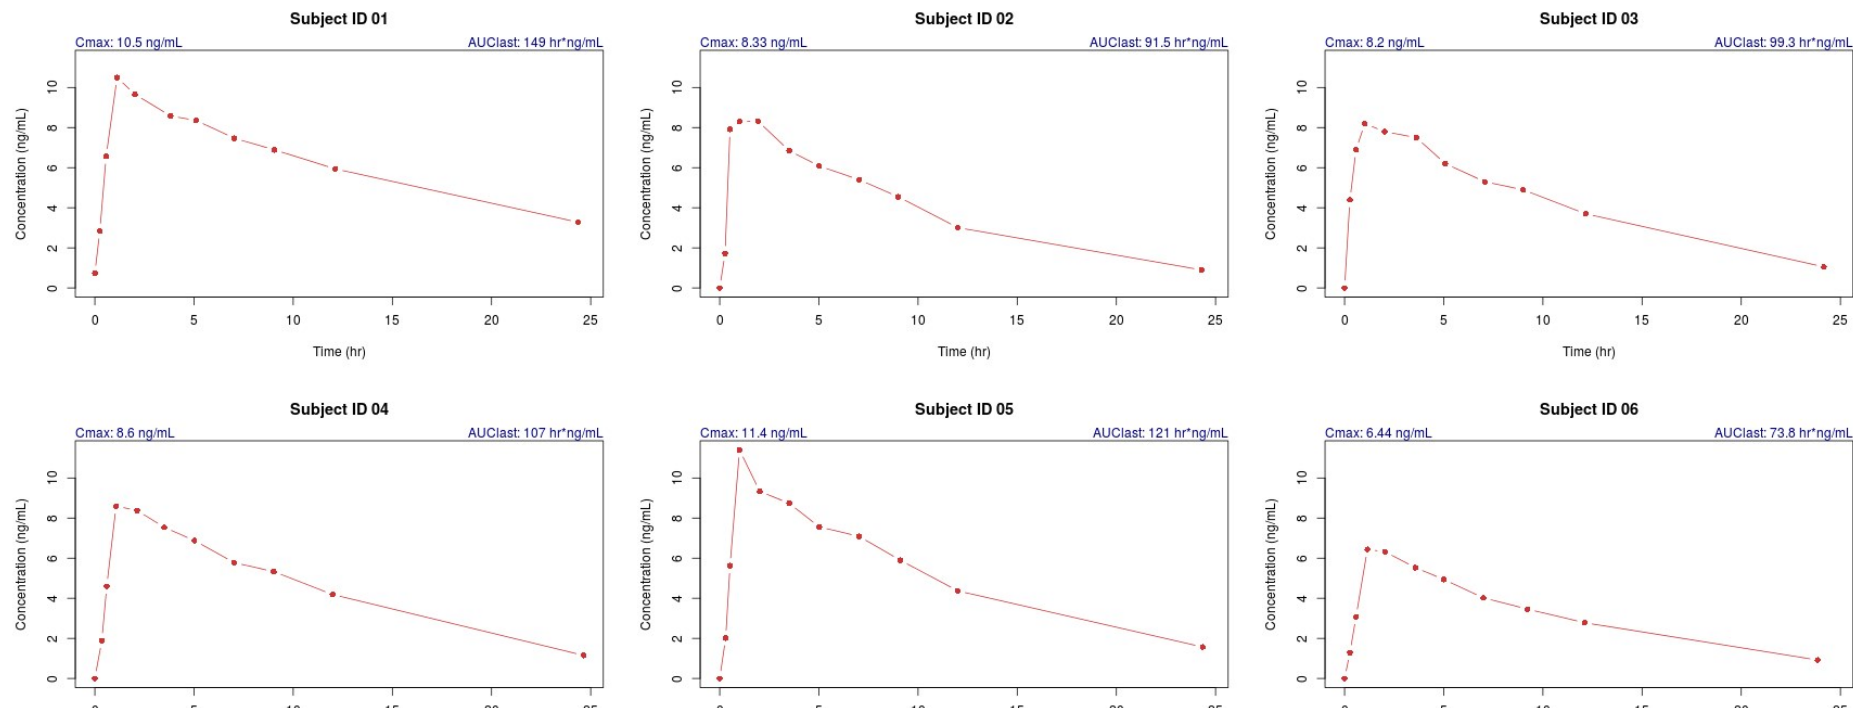 Subject ID 01
Cmax: 10.5 ng/mL AUClast: 149 hr*ng/mL
Concentration (ng/mL)
0 2 4 6 8 10
0 5 10 15 20 25
Time (hr)
Subject ID 02
Cmax: 8.33 ng/mL AUClast: 91.5 hr*ng/mL
Concentration (ng/mL)
0 2 4 6 8 10
0 5 10 15 20 25
Time (hr)
Subject ID 03
Cmax: 8.2 ng/mL AUClast: 99.3 hr*ng/mL
Concentration (ng/mL)
0 2 4 6 8 10
0 5 10 15 20 25
Time (hr)
Subject ID 04
Cmax: 8.6 ng/mL AUClast: 107 hr*ng/mL
Concentration (ng/mL)
0 2 4 6 8 10
Subject ID 05
Cmax: 11.4 ng/mL AUClast: 121 hr*ng/mL
Concentration (ng/mL)
0 2 4 6 8 10
Subject ID 06
Cmax: 6.44 ng/mL AUClast: 73.8 hr*ng/mL
Concentration (ng/mL)
0 2 4 6 8 10